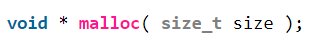 void * malloc( size_t size );